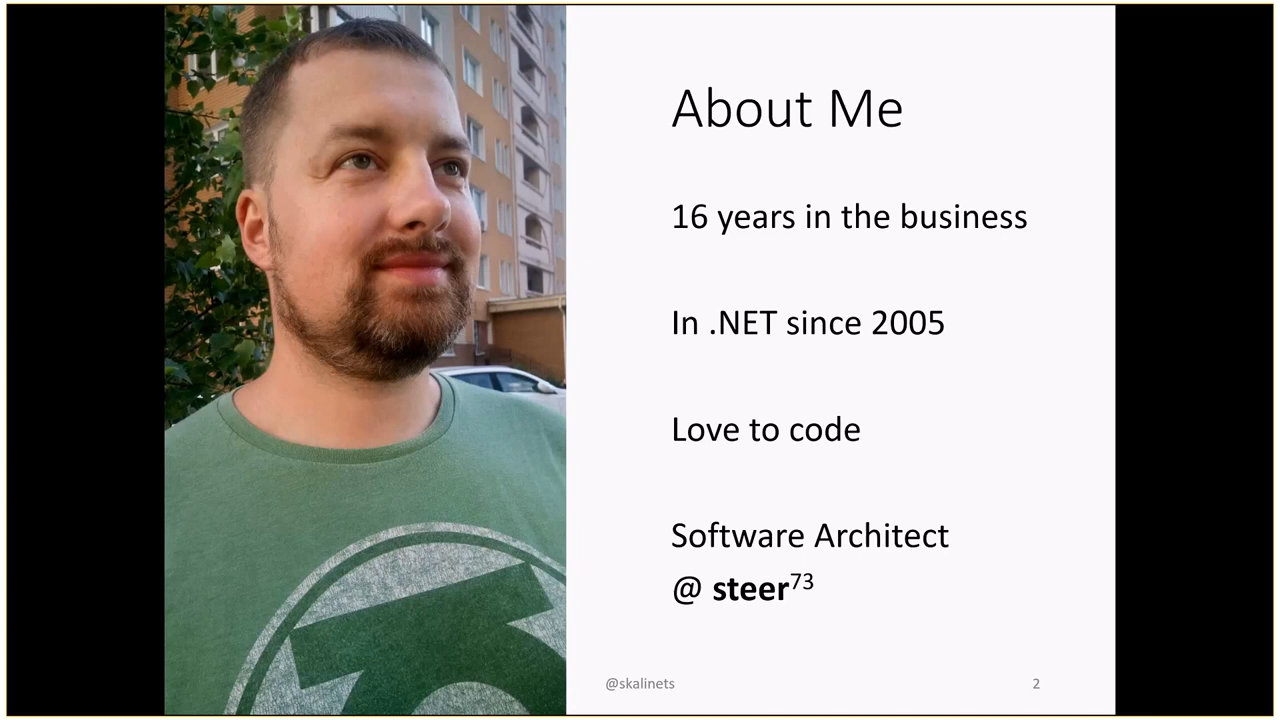 About Me
16 years in the business
In .NET since 2005
Love to code
Software Architect
@ steer73
@skalinets
2